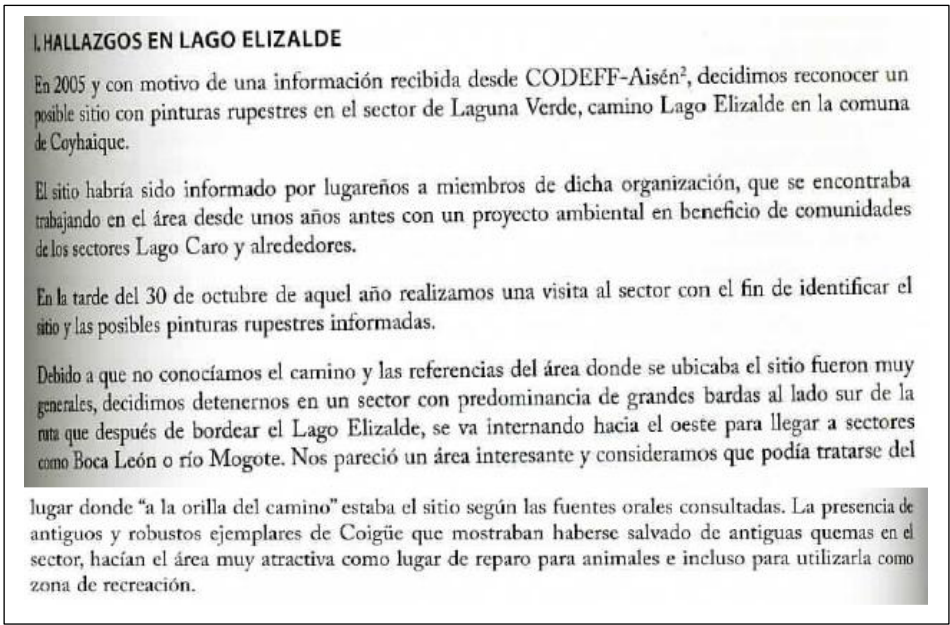 I. HALLAZGOS EN LAGO ELIZALDE
En 2005 y con motivo de una información recibida desde CODEFF-Aisén², decidimos reconocer un
posible sitio con pinturas rupestres en el sector de Laguna Verde, camino Lago Elizalde en la comuna
de Coyhaique.
El sitio habría sido informado por lugareños a miembros de dicha organización, que se encontraba
trabajando en el área desde unos años antes con un proyecto ambiental en beneficio de comunidades
de los sectores Lago Caro y alrededores.
En la tarde del 30 de octubre de aquel año realizamos una visita al sector con el fin de identificar el
sitio y las posibles pinturas rupestres informadas.
Debido a que no conocíamos el camino y las referencias del área donde se ubicaba el sitio fueron muy
generales, decidimos detenernos en un sector con predominancia de grandes bardas al lado sur de la
ruta que después de bordear el Lago Elizalde, se va internando hacia el oeste para llegar a sectores
como Boca León o río Mogote. Nos pareció un área interesante y consideramos que podía tratarse del
lugar donde "a la orilla del camino" estaba el sitio según las fuentes orales consultadas. La presencia de
antiguos y robustos ejemplares de Coigüe que mostraban haberse salvado de antiguas quemas en el
sector, hacían el área muy atractiva como lugar de reparo para animales e incluso para utilizarla como
zona de recreación.